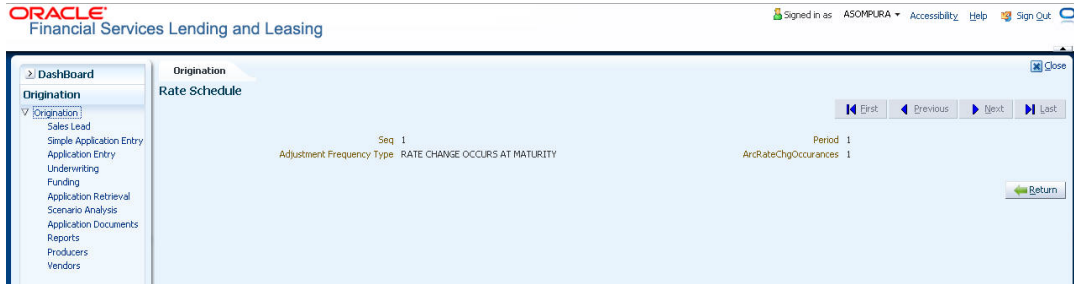 ORACLE
Financial Services Lending and Leasing
Signed in as ASOMPURA Accessibility Help Sign Out
DashBoard
Origination
Origination
Sales Lead
Simple Application Entry
Application Entry
Underwriting
Funding
Application Retrieval
Scenario Analysis
Application Documents
Reports
Producers
Vendors
Origination
Close
Rate Schedule
First Previous Next Last
Seq 1 Period 1
Adjustment Frequency Type RATE CHANGE OCCURS AT MATURITY ArcRateChgOccurances 1
Return